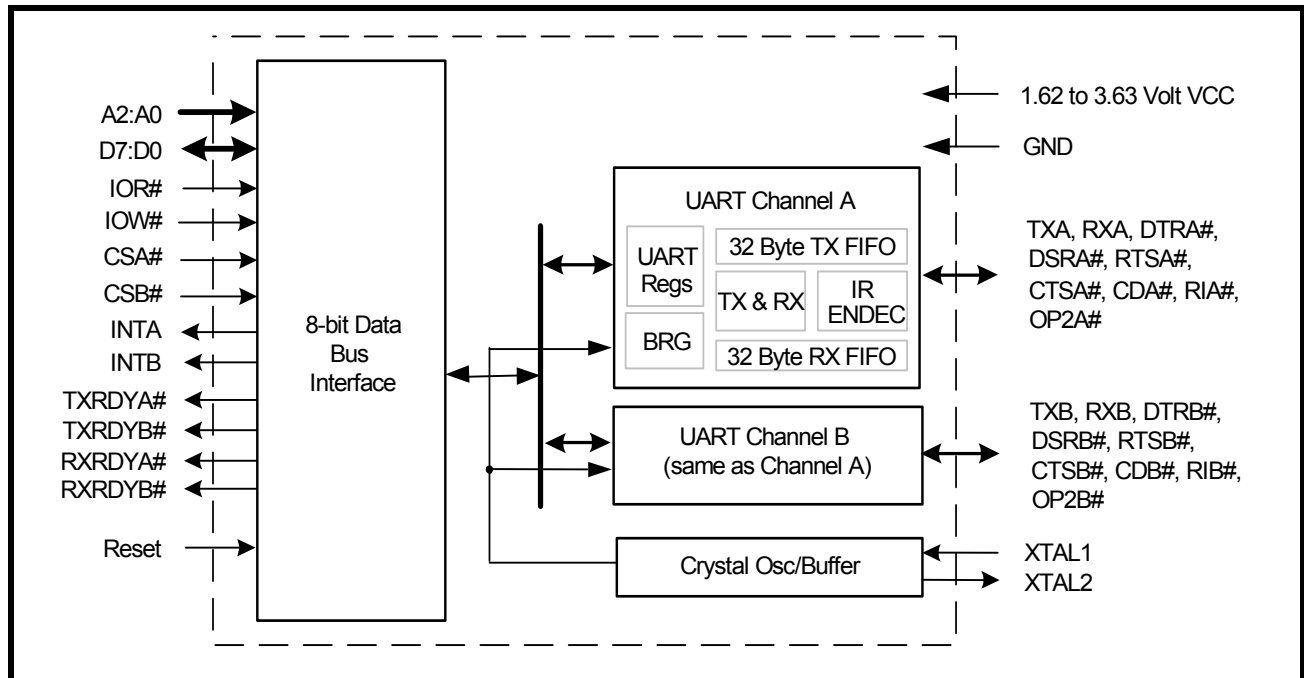 A2:A0
D7:D0
IOR#
IOW#
CSA#
CSB#
INTA
INTB
TXRDYA#
TXRDYB#
RXRDYA#
RXRDYB#
Reset
8-bit Data
Bus
Interface
UART Channel A
UART
Regs
BRG
32 Byte TX FIFO
TX & RX
IR
ENDEC
32 Byte RX FIFO
UART Channel B
(same as Channel A)
Crystal Osc/Buffer
1.62 to 3.63 Volt VCC
GND
TXA, RXA, DTRA#,
DSRA#, RTSA#,
CTSA#, CDA#, RIA#,
OP2A#
TXB, RXB, DTRB#,
DSRB#, RTSB#,
CTSB#, CDB#, RIB#,
OP2B#
XTAL1
XTAL2